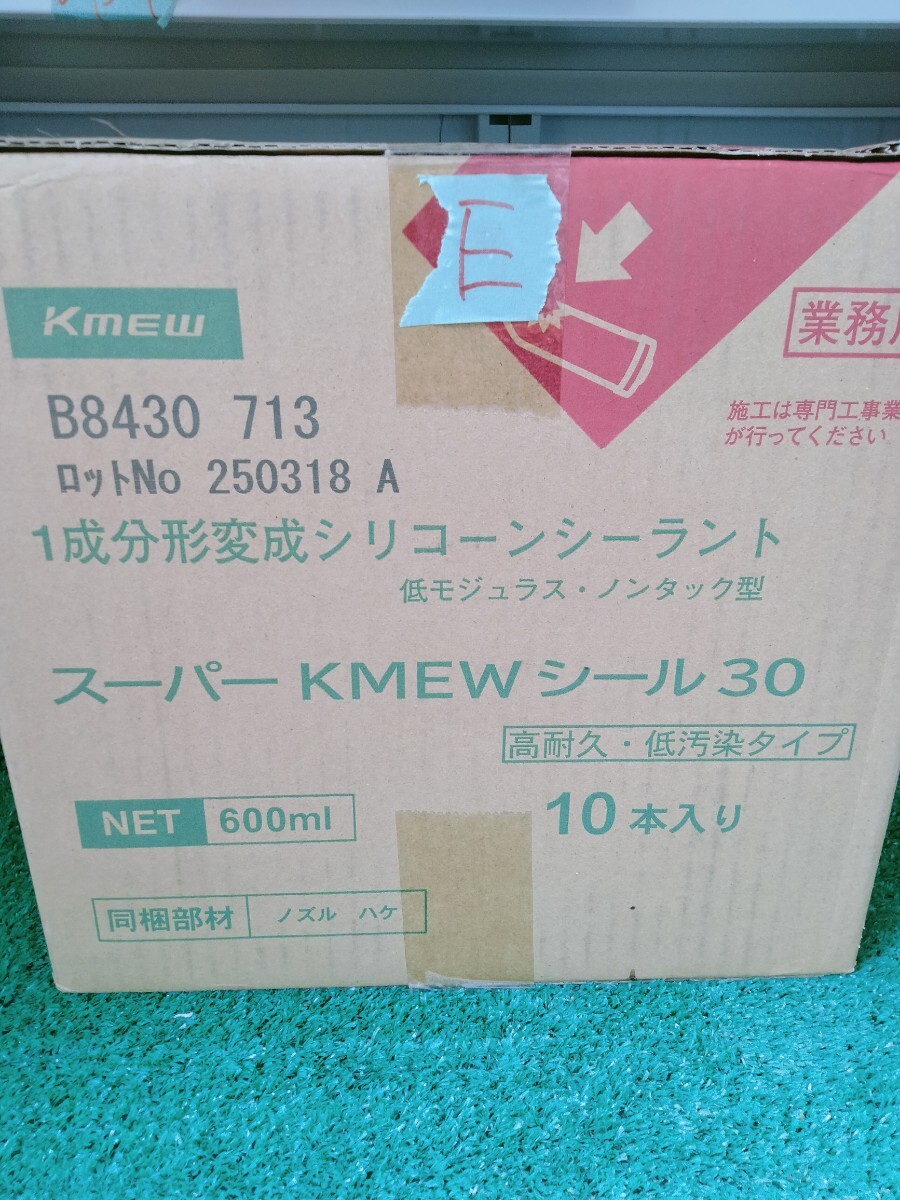 E
Kmew
業務用
施工は専門工事業
が行ってください
B8430 713
ロットNo 250318 A
1成分形変成シリコーンシーラント
低モジュラス・ノンタック型
スーパー KMEW シール 30
高耐久・低汚染タイプ
NET 600ml
10本入り
同梱部材 ノズル ハケ